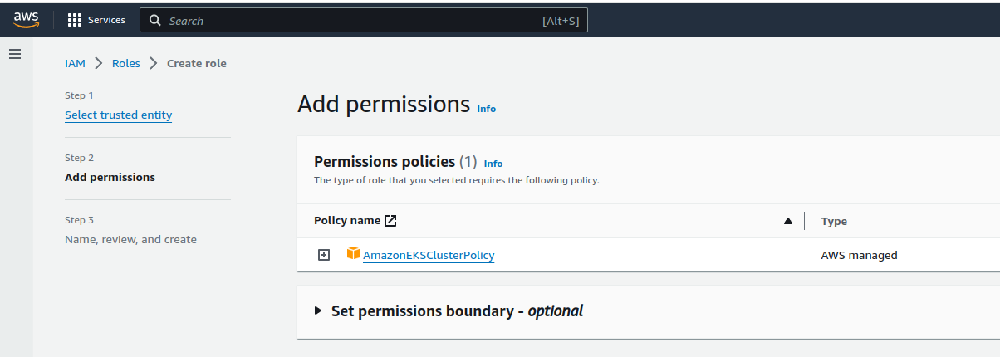 aws Services Search [Alt+S]
IAM Roles Create role
Step 1
Select trusted entity
Step 2
Add permissions
Step 3
Name, review, and create
Add permissions Info
Permissions policies (1) Info
The type of role that you selected requires the following policy.
Policy name Type
AmazonEKSClusterPolicy AWS managed
Set permissions boundary - optional